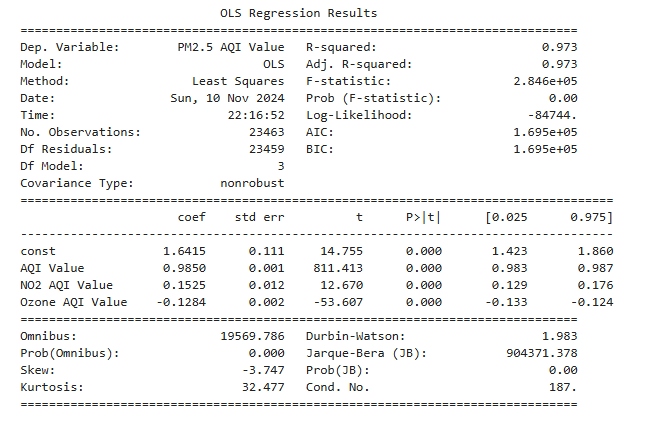 OLS Regression Results
==============================================================================
Dep. Variable: PM2.5 AQI Value R-squared: 0.973
Model: OLS Adj. R-squared: 0.973
Method: Least Squares F-statistic: 2.846e+05
Date: Sun, 10 Nov 2024 Prob (F-statistic): 0.00
Time: 22:16:52 Log-Likelihood: -84744.
No. Observations: 23463 AIC: 1.695e+05
Df Residuals: 23459 BIC: 1.695e+05
Df Model: 3
Covariance Type: nonrobust
===================================================================================
coef std err t P>|t| [0.025 0.975]
-----------------------------------------------------------------------------------
const 1.6415 0.111 14.755 0.000 1.423 1.860
AQI Value 0.9850 0.001 811.413 0.000 0.983 0.987
NO2 AQI Value 0.1525 0.012 12.670 0.000 0.129 0.176
Ozone AQI Value -0.1284 0.002 -53.607 0.000 -0.133 -0.124
==============================================================================
Omnibus: 19569.786 Durbin-Watson: 1.983
Prob(Omnibus): 0.000 Jarque-Bera (JB): 904371.378
Skew: -3.747 Prob(JB): 0.00
Kurtosis: 32.477 Cond. No. 187.
==============================================================================